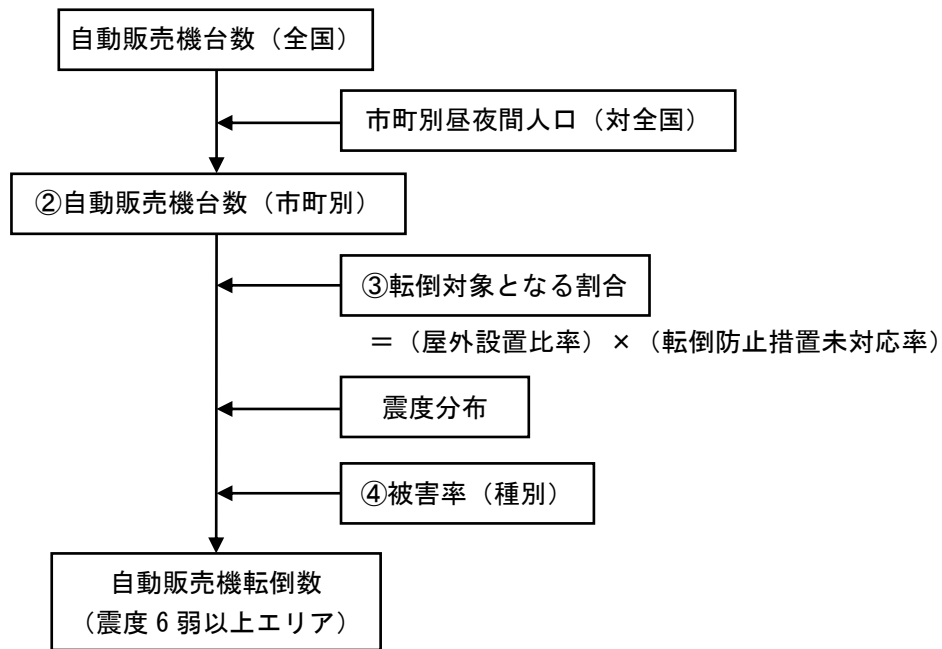 自動販売機台数（全国）
市町別昼夜間人口（対全国）
②自動販売機台数（市町別）
③転倒対象となる割合
＝（屋外設置比率）×（転倒防止措置未対応率）
震度分布
④被害率（種別）
自動販売機転倒数
（震度 6 弱以上エリア）